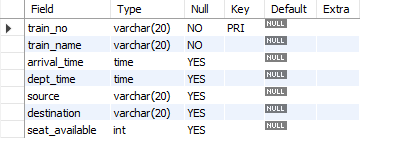 Field Type Null Key Default Extra
train_no varchar(20) NO PRI NULL
train_name varchar(20) NO NULL
arrival_time time YES NULL
dept_time time YES NULL
source varchar(20) YES NULL
destination varchar(20) YES NULL
seat_available int YES NULL